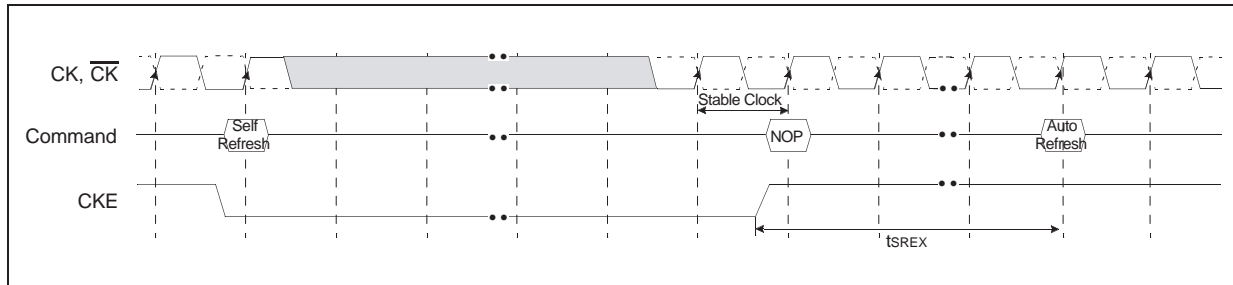 CK, CK
Stable Clock
Command
Self
Refresh
NOP
Auto
Refresh
CKE
tSREX